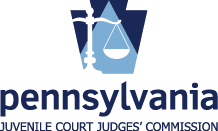 pennsylvania
JUVENILE COURT JUDGES' COMMISSION